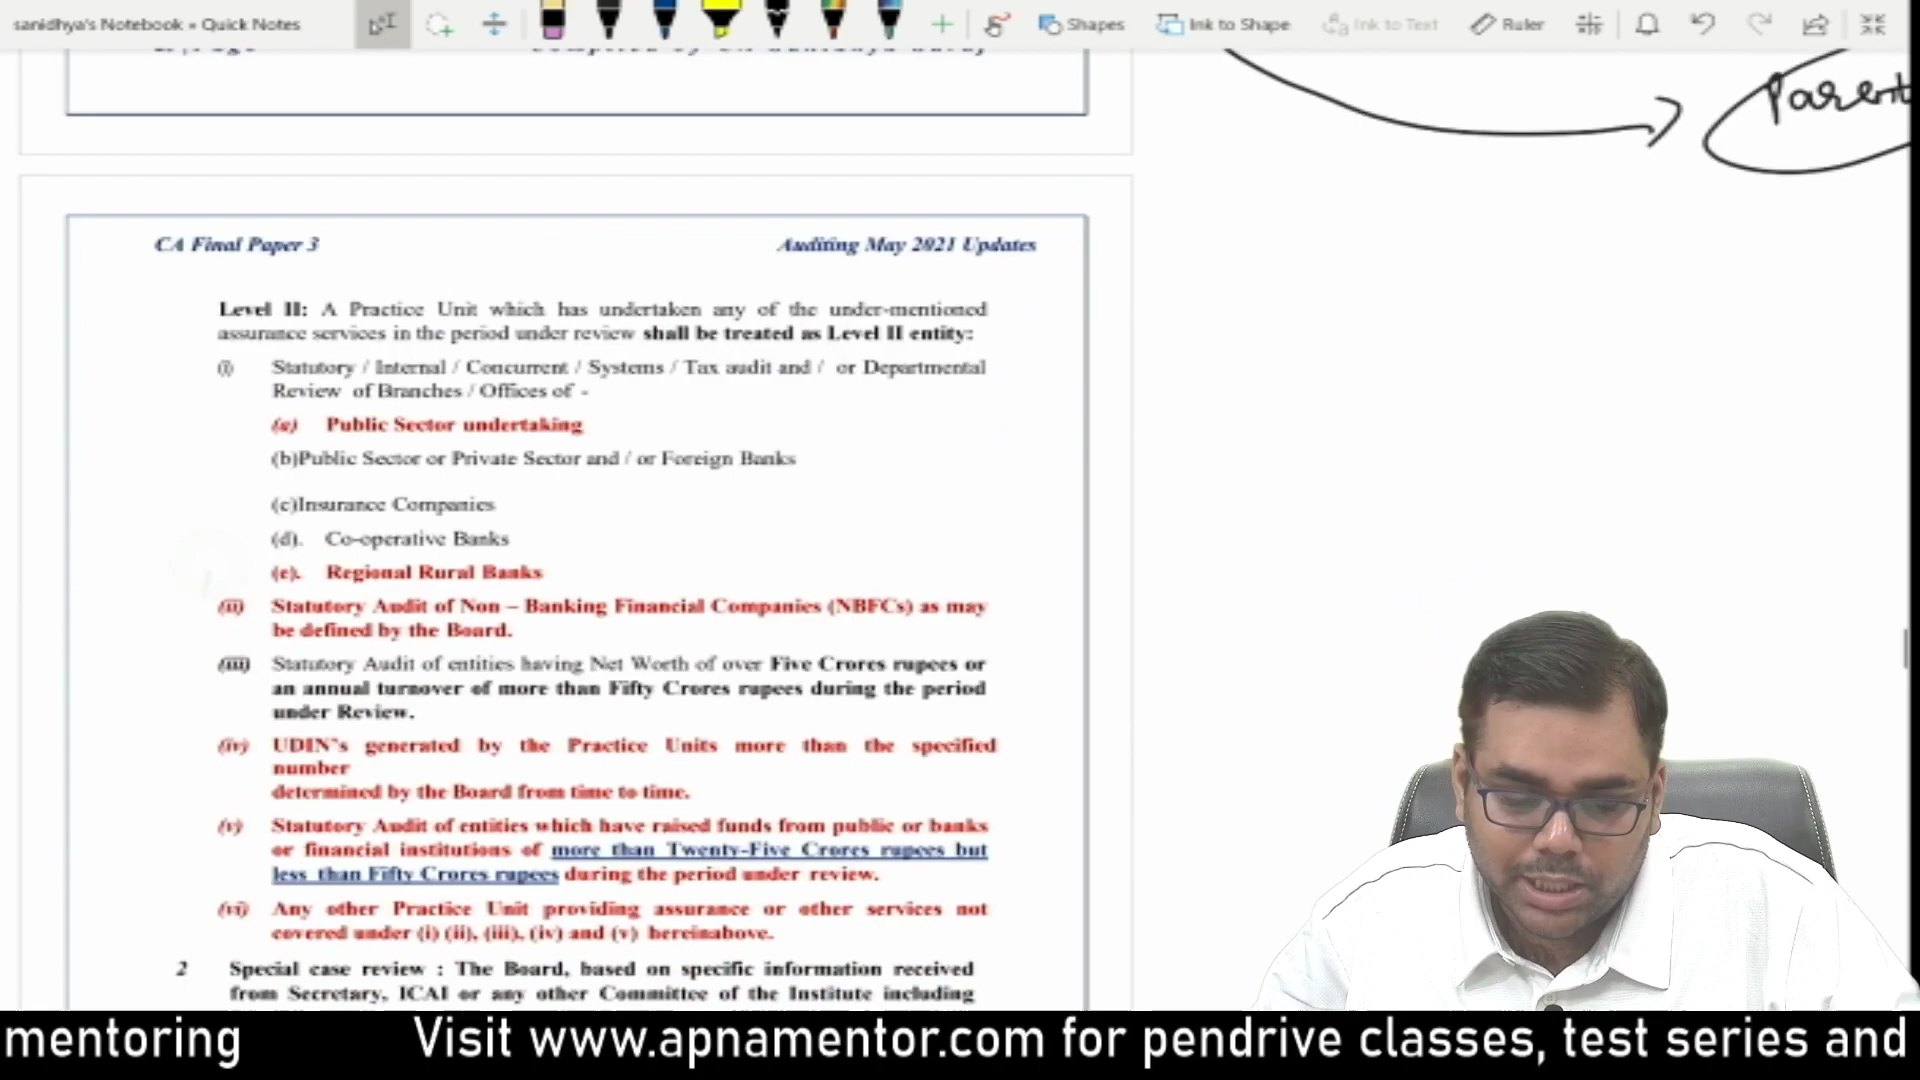 sanidhya's Notebook » Quick Notes
Shapes
Ink to Shape
Ink to Text
Ruler
Parent
CA Final Paper 3 Auditing May 2021 Updates
Level II: A Practice Unit which has undertaken any of the under-mentioned
assurance services in the period under review shall be treated as Level II entity:
(i) Statutory / Internal / Concurrent / Systems / Tax audit and / or Departmental
Review of Branches / Offices of -
(a) Public Sector undertaking
(b)Public Sector or Private Sector and / or Foreign Banks
(c)Insurance Companies
(d). Co-operative Banks
(e). Regional Rural Banks
(ii) Statutory Audit of Non – Banking Financial Companies (NBFCs) as may
be defined by the Board.
(iii) Statutory Audit of entities having Net Worth of over Five Crores rupees or
an annual turnover of more than Fifty Crores rupees during the period
under Review.
(iv) UDIN's generated by the Practice Units more than the specified
number
determined by the Board from time to time.
(v) Statutory Audit of entities which have raised funds from public or banks
or financial institutions of more than Twenty-Five Crores rupees but
less than Fifty Crores rupees during the period under review.
(vi) Any other Practice Unit providing assurance or other services not
covered under (i) (ii), (iii), (iv) and (v) hereinabove.
2 Special case review : The Board, based on specific information received
from Secretary, ICAI or any other Committee of the Institute including
mentoring Visit www.apnamentor.com for pendrive classes, test series and